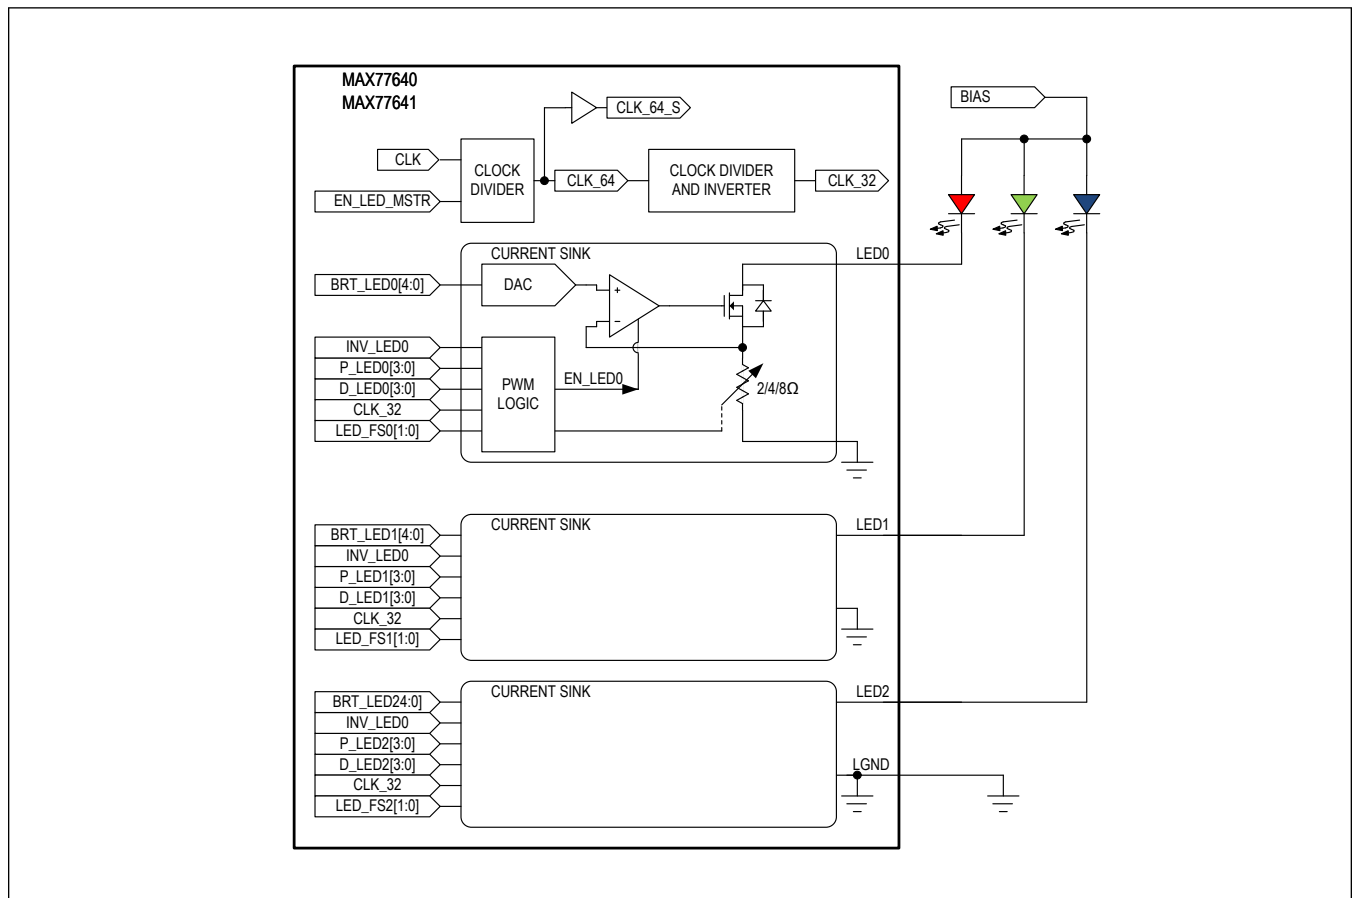 MAX77640
MAX77641
BIAS
CLK_64_S
CLK
EN_LED_MSTR
CLOCK
DIVIDER
CLK_64
CLOCK DIVIDER
AND INVERTER
CLK_32
CURRENT SINK
LED0
BRT_LED0[4:0]
DAC
+
−
INV_LED0
P_LED0[3:0]
D_LED0[3:0]
CLK_32
LED_FS0[1:0]
PWM
LOGIC
EN_LED0
2/4/8Ω
CURRENT SINK
LED1
BRT_LED1[4:0]
INV_LED0
P_LED1[3:0]
D_LED1[3:0]
CLK_32
LED_FS1[1:0]
CURRENT SINK
LED2
BRT_LED24:0]
INV_LED0
P_LED2[3:0]
D_LED2[3:0]
CLK_32
LED_FS2[1:0]
LGND